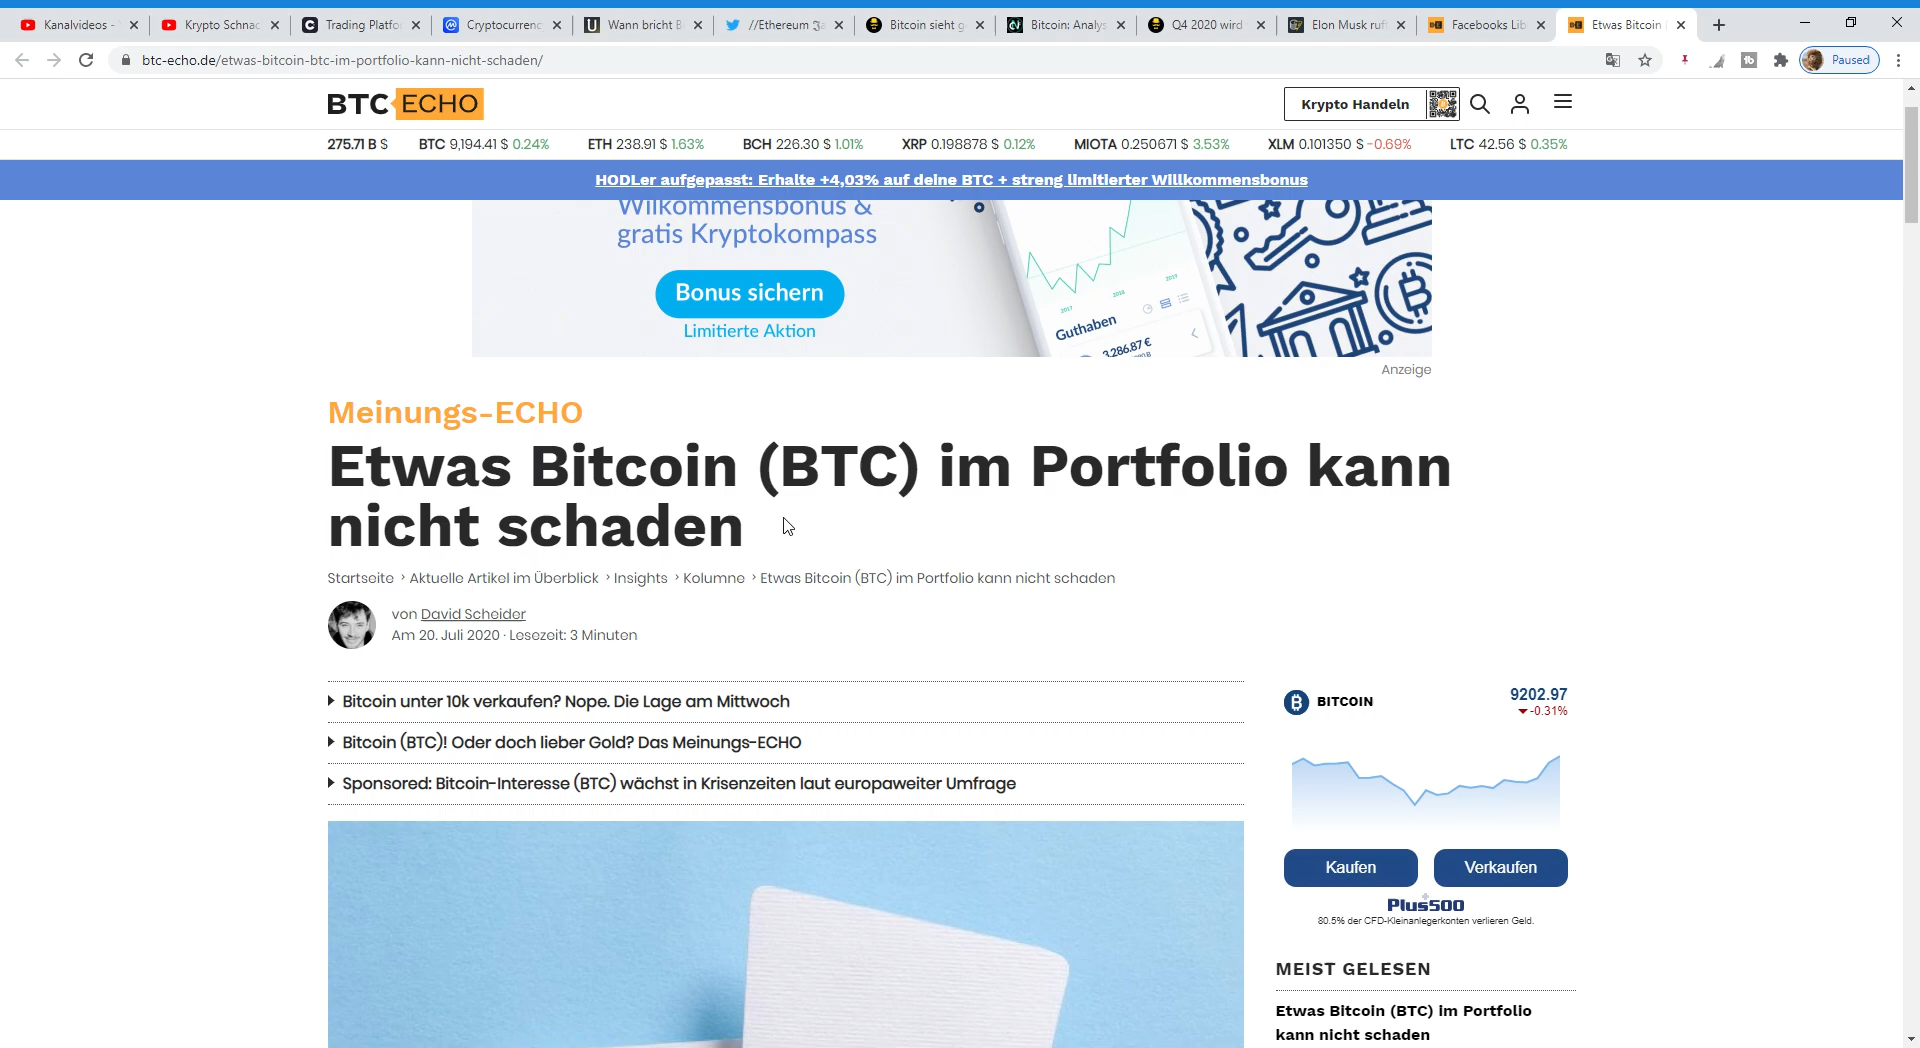 Kanalvideos - Y
Krypto Schnac
Trading Platfo
Cryptocurrenc
Wann bricht B
//Ethereum
Bitcoin sieht g
Bitcoin: Analys
Q4 2020 wird
Elon Musk ruf
Facebooks Lib
Etwas Bitcoin
btc-echo.de/etwas-bitcoin-btc-im-portfolio-kann-nicht-schaden/
Paused
BTC ECHO
Krypto Handeln
275.71 B $ BTC 9,194.41 $ 0.24% ETH 238.91 $ 1.63% BCH 226.30 $ 1.01% XRP 0.198878 $ 0.12% MIOTA 0.250671 $ 3.53% XLM 0.101350 $ -0.69% LTC 42.56 $ 0.35%
HODLer aufgepasst: Erhalte +4,03% auf deine BTC + streng limitierter Willkommensbonus
Wilkommensbonus &
gratis Kryptokompass
Bonus sichern
Limitierte Aktion
2017 2018 2019
Guthaben
3,286.87 €
Anzeige
Meinungs-ECHO
Etwas Bitcoin (BTC) im Portfolio kann
nicht schaden
Startseite › Aktuelle Artikel im Überblick › Insights › Kolumne › Etwas Bitcoin (BTC) im Portfolio kann nicht schaden
von David Scheider
Am 20. Juli 2020 · Lesezeit: 3 Minuten
Bitcoin unter 10k verkaufen? Nope. Die Lage am Mittwoch
Bitcoin (BTC)! Oder doch lieber Gold? Das Meinungs-ECHO
Sponsored: Bitcoin-Interesse (BTC) wächst in Krisenzeiten laut europaweiter Umfrage
BITCOIN
9202.97
-0.31%
Kaufen
Verkaufen
Plus500
80.5% der CFD-Kleinanlegerkonten verlieren Geld.
MEIST GELESEN
Etwas Bitcoin (BTC) im Portfolio
kann nicht schaden